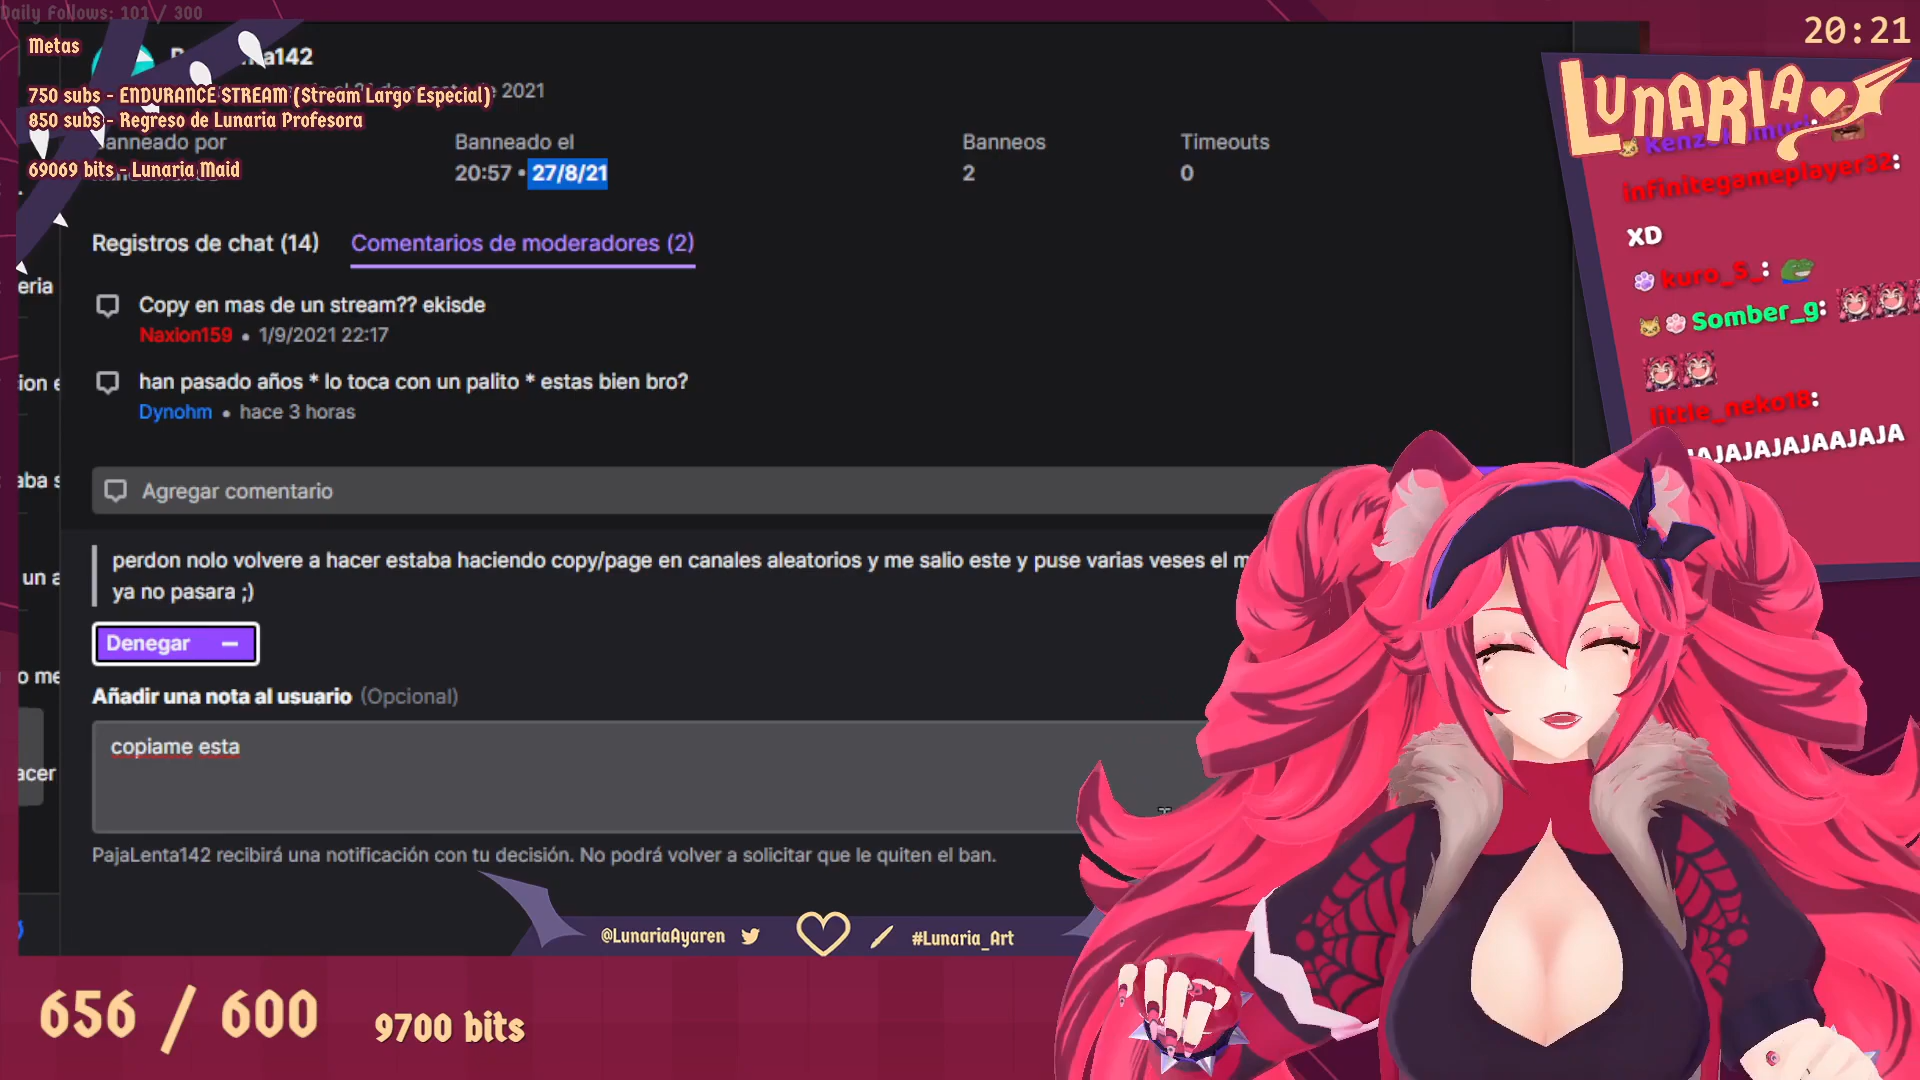 Daily Follows: 101 / 300
20:21
Metas
750 subs - ENDURANCE STREAM (Stream Largo Especial)
850 subs - Regreso de Lunaria Profesora
69069 bits - Lunaria Maid
2021
Banneado el
Banneos
Timeouts
20:57 • 27/8/21
2
0
Registros de chat (14)
Comentarios de moderadores (2)
Copy en mas de un stream?? ekisde
Naxion159 • 1/9/2021 22:17
han pasado años * lo toca con un palito * estas bien bro?
Dynohm • hace 3 horas
Agregar comentario
perdon nolo volvere a hacer estaba haciendo copy/page en canales aleatorios y me salio este y puse varias veses el
ya no pasara ;)
Denegar
Añadir una nota al usuario (Opcional)
copiame esta
PajaLenta142 recibirá una notificación con tu decisión. No podrá volver a solicitar que le quiten el ban.
@LunariaAyaren
#Lunaria_Art
656 / 600
9700 bits
LUNARIA
infinitegameplayer32:
XD
kuro_S_:
Somber_g:
little_neko18:
AJAJAJAJAAJAJA